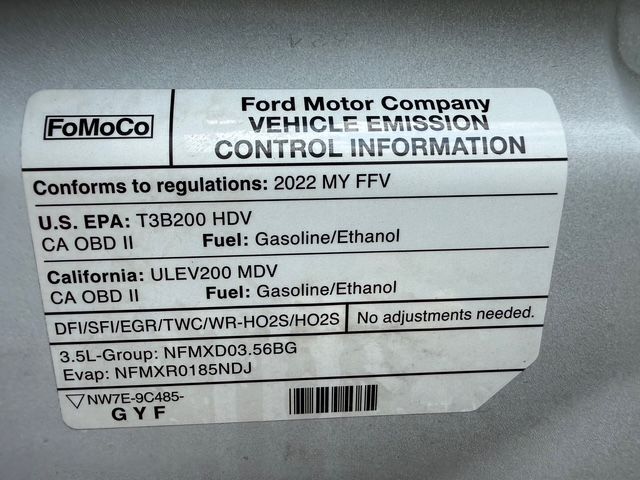 FoMoCo
Ford Motor Company
VEHICLE EMISSION
CONTROL INFORMATION
Conforms to regulations: 2022 MY FFV
U.S. EPA: T3B200 HDV
CA OBD II Fuel: Gasoline/Ethanol
California: ULEV200 MDV
CA OBD II Fuel: Gasoline/Ethanol
DFI/SFI/EGR/TWC/WR-HO2S/HO2S No adjustments needed.
3.5L-Group: NFMXD03.56BG
Evap: NFMXR0185NDJ
NW7E-9C485-
GYF